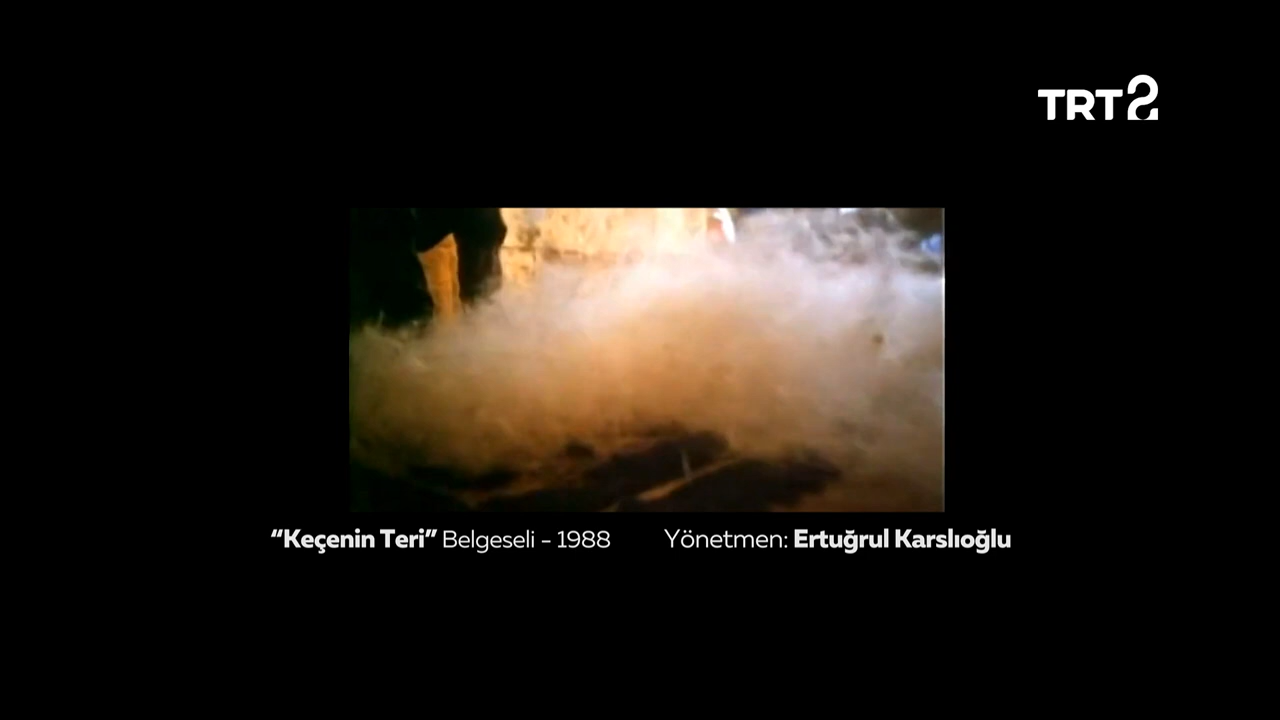 TRT2
“Keçenin Teri” Belgeseli - 1988 Yönetmen: Ertuğrul Karslıoğlu